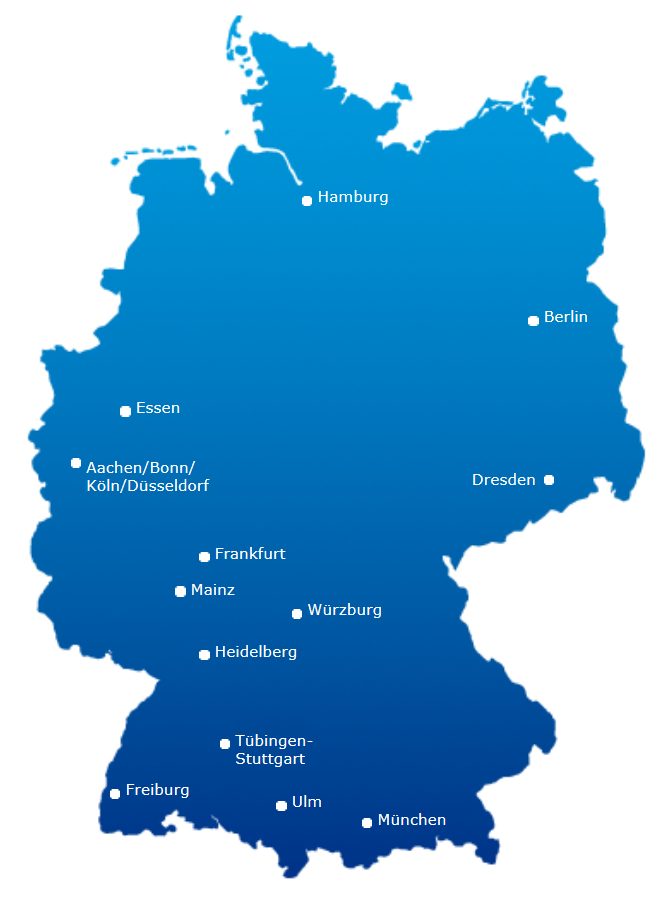 Hamburg
Berlin
Essen
Aachen/Bonn/
Köln/Düsseldorf
Dresden
Frankfurt
Mainz
Würzburg
Heidelberg
Tübingen-
Stuttgart
Freiburg
Ulm
München